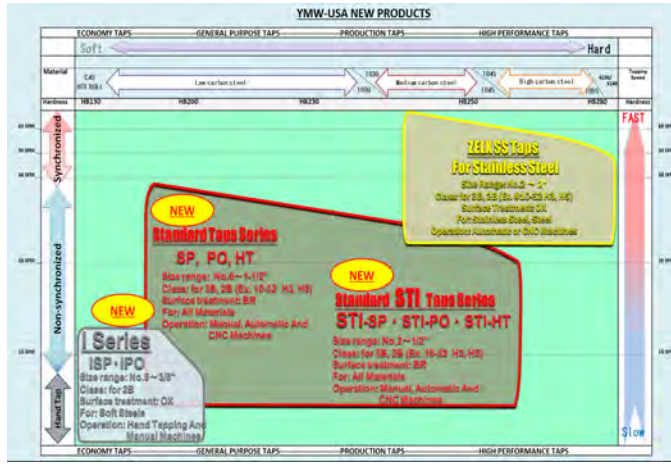 YMW-USA NEW PRODUCTS
ECONOMY TAPS GENERAL PURPOSE TAPS PRODUCTION TAPS HIGH PERFORMANCE TAPS
Soft Hard
Material Low carbon steel 1030 1030 Medium carbon steel 1045 1045 High carbon steel 1055 Tapping Speed
Hardness HB130 HB200 HB230 HB250 HB280 Hardness
FAST
Synchronized
Non-synchronized
Hand Tap
ZELX SS Taps
For Stainless Steel
Size Range: No.2 ~ 1"
Surface Treatment: OX
For: Stainless Steel, Steel
Operation: Automatic or CNC Machines
NEW
Standard Taps Series
SP, PO, HT
Size range: No.6~1-1/2"
Class: for 3B, 2B (Ex. 10-32 H3, H5)
Surface treatment: BR
For: All Materials
Operation: Manual, Automatic And
CNC Machines
NEW
Standard STI Taps Series
STI-SP・STI-PO・STI-HT
Size range: No.2~1/2"
Class: for 3B, 2B (Ex. 10-32 H3, H5)
Surface treatment: BR
For: All Materials
Operation: Manual, Automatic And
CNC Machines
NEW
I Series
ISP・IPO
Class: for 2B
Surface treatment: OX
For: Soft Steels
Operation: Hand Tapping And
Manual Machines
Slow
ECONOMY TAPS GENERAL PURPOSE TAPS PRODUCTION TAPS HIGH PERFORMANCE TAPS